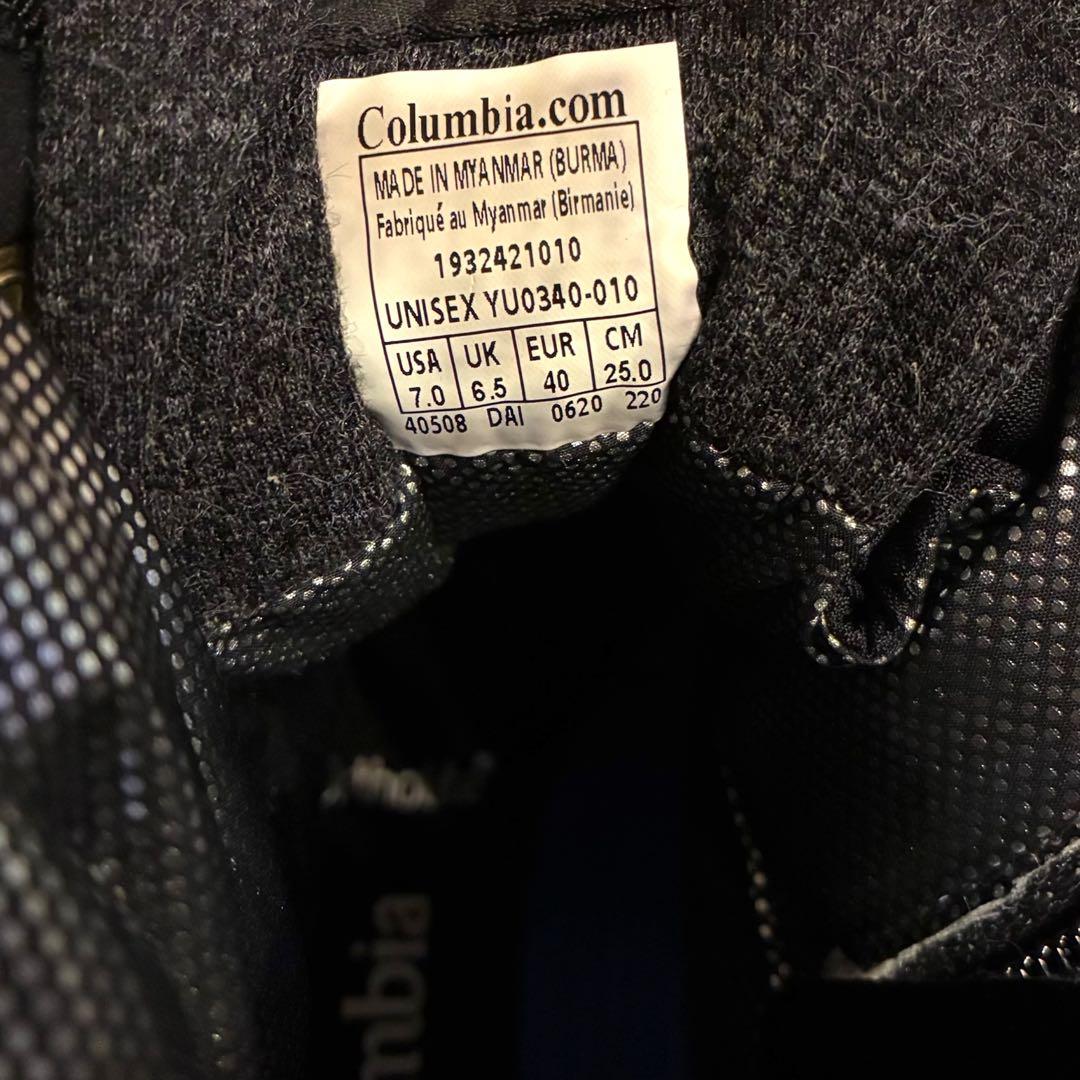 Columbia.com
MADE IN MYANMAR (BURMA)
Fabriqué au Myanmar (Birmanie)
1932421010
UNISEX YU0340-010
USA UK EUR CM
7.0 6.5 40 25.0
40508 DAI 0620 220
mbia